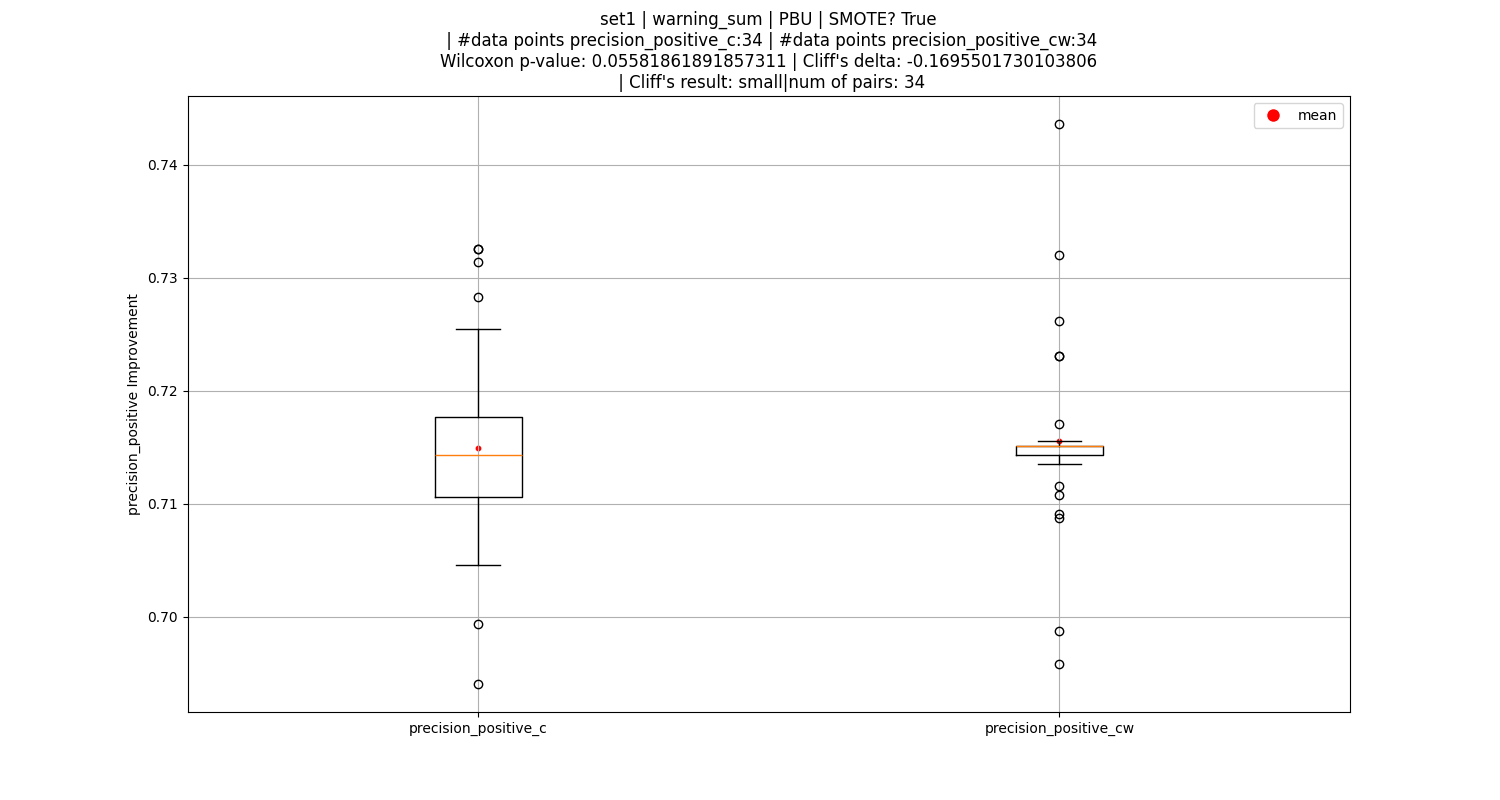 set1 | warning_sum | PBU | SMOTE? True
| #data points precision_positive_c:34 | #data points precision_positive_cw:34
Wilcoxon p-value: 0.05581861891857311 | Cliff's delta: -0.1695501730103806
| Cliff's result: small|num of pairs: 34
mean
0.74
0.73
0.72
0.71
0.70
precision_positive Improvement
precision_positive_c
precision_positive_cw